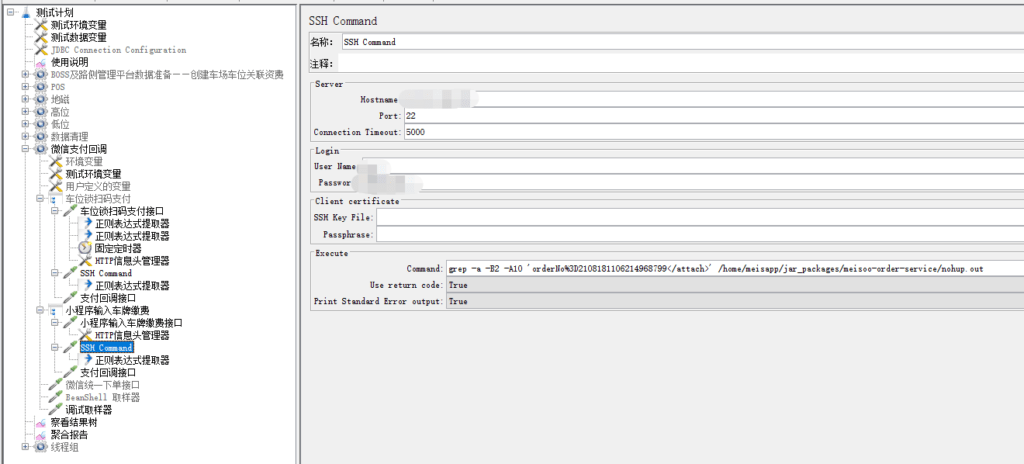 测试计划
测试环境变量
测试数据变量
JDBC Connection Configuration
使用说明
BOSS及路侧管理平台数据准备——创建车场车位关联资费
POS
地磁
高位
低位
数据清理
微信支付回调
环境变量
测试环境变量
用户定义的变量
车位锁扫码支付
车位锁扫码支付接口
正则表达式提取器
正则表达式提取器
固定定时器
HTTP信息头管理器
SSH Command
正则表达式提取器
支付回调接口
小程序输入车牌缴费
小程序输入车牌缴费接口
HTTP信息头管理器
SSH Command
正则表达式提取器
支付回调接口
微信统一下单接口
BeanShell 取样器
调试取样器
察看结果树
聚合报告
线程组
SSH Command
名称: SSH Command
注释:
Server
Hostname
Port: 22
Connection Timeout: 5000
Login
User Name
Passwor
Client certificate
SSH Key File:
Passphrase:
Execute
Command: grep -a -B2 -A10 'orderNo%3D2108181106214968799</attach>' /home/meisapp/jar_packages/meisoo-order-service/nohup.out
Use return code: True
Print Standard Error output: True